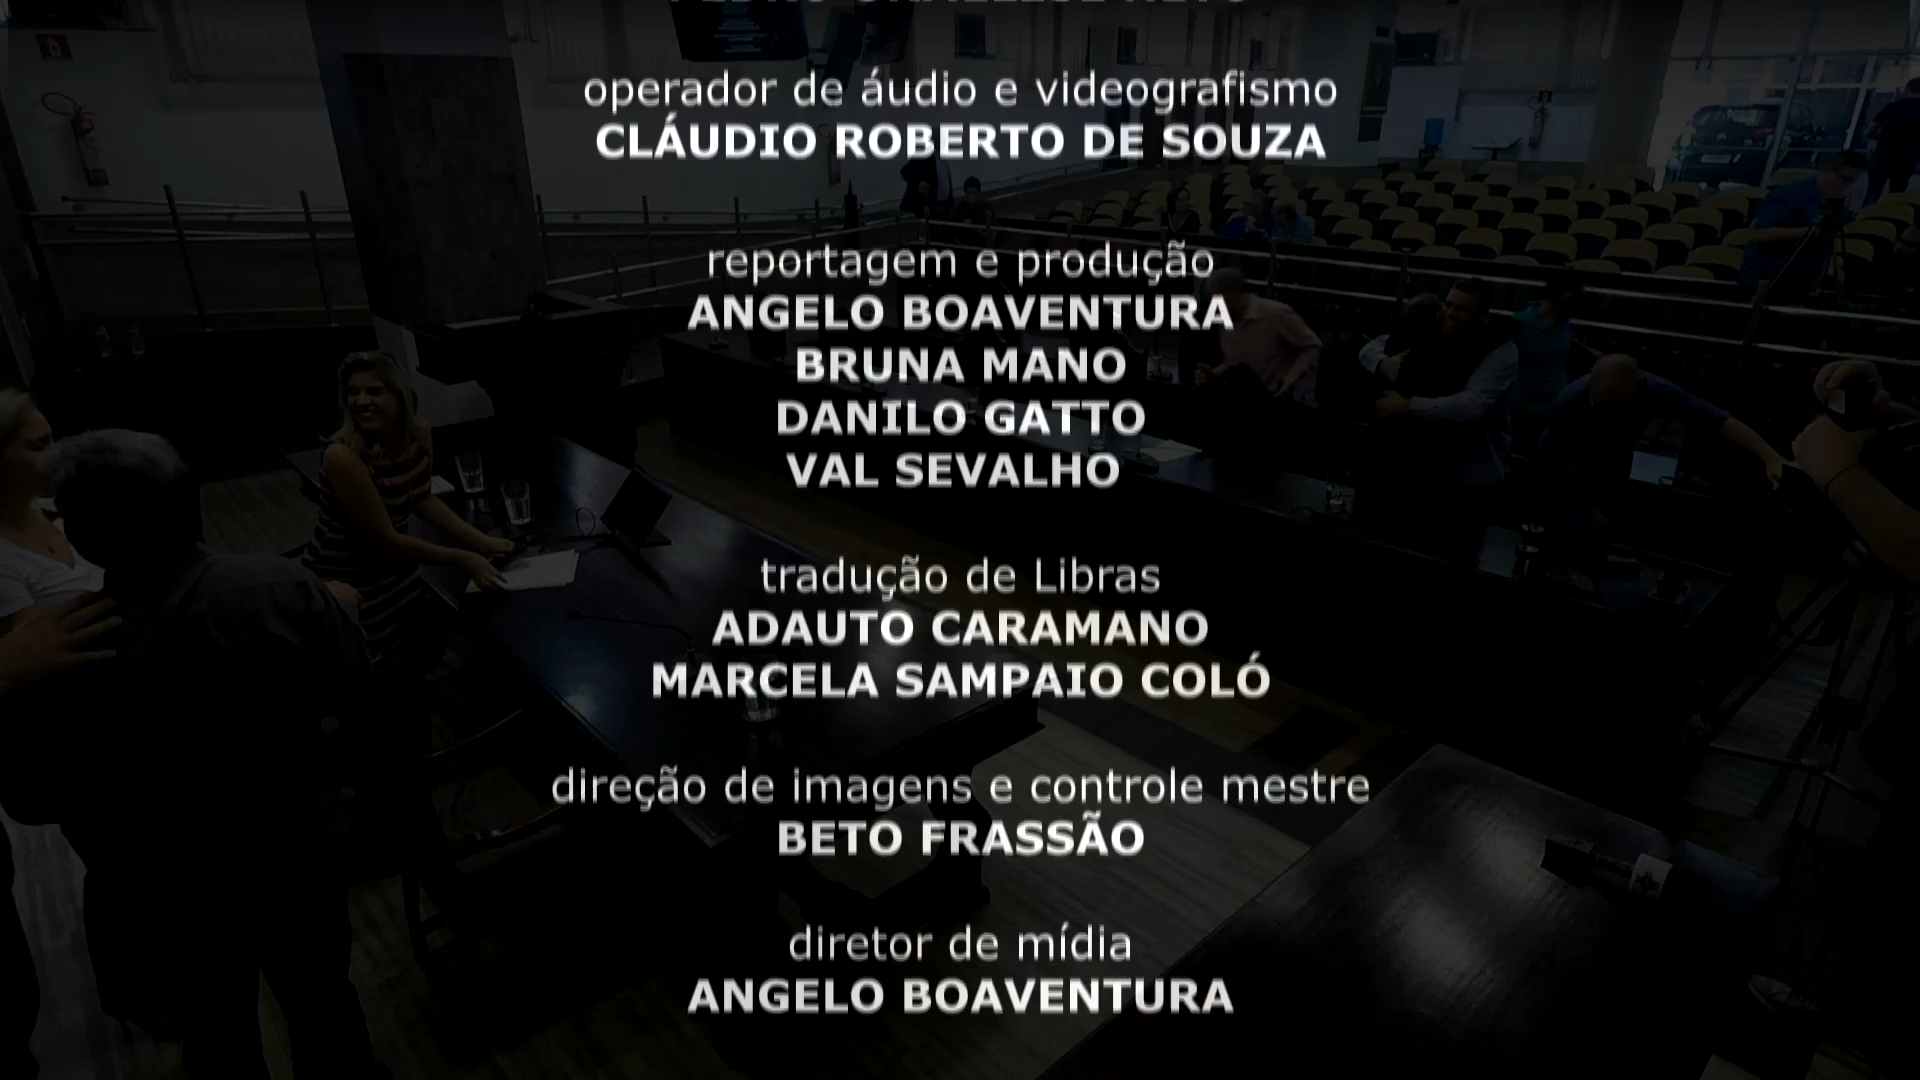 operador de áudio e videografismo
CLÁUDIO ROBERTO DE SOUZA
reportagem e produção
ANGELO BOAVENTURA
BRUNA MANO
DANILO GATTO
VAL SEVALHO
tradução de Libras
ADAUTO CARAMANO
MARCELA SAMPAIO COLÓ
direção de imagens e controle mestre
BETO FRASSÃO
diretor de mídia
ANGELO BOAVENTURA